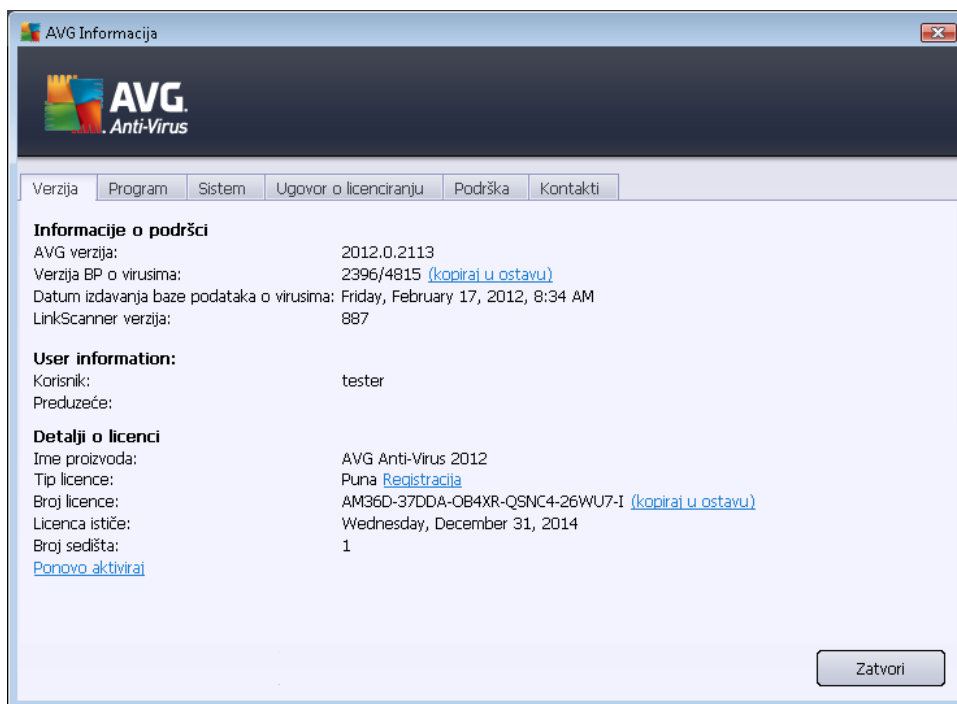 AVG Informacija
AVG.
Anti-Virus
Verzija Program Sistem Ugovor o licenciranju Podrška Kontakti
Informacije o podršci
AVG verzija: 2012.0.2113
Verzija BP o virusima: 2396/4815 (kopiraj u ostavu)
Datum izdavanja baze podataka o virusima: Friday, February 17, 2012, 8:34 AM
LinkScanner verzija: 887
User information:
Korisnik: tester
Preduzeće:
Detalji o licenci
Ime proizvoda: AVG Anti-Virus 2012
Tip licence: Puna Registracija
Broj licence: AM36D-37DDA-OB4XR-QSNC4-26WU7-I (kopiraj u ostavu)
Licenca ističe: Wednesday, December 31, 2014
Broj sedišta: 1
Ponovo aktiviraj
Zatvori